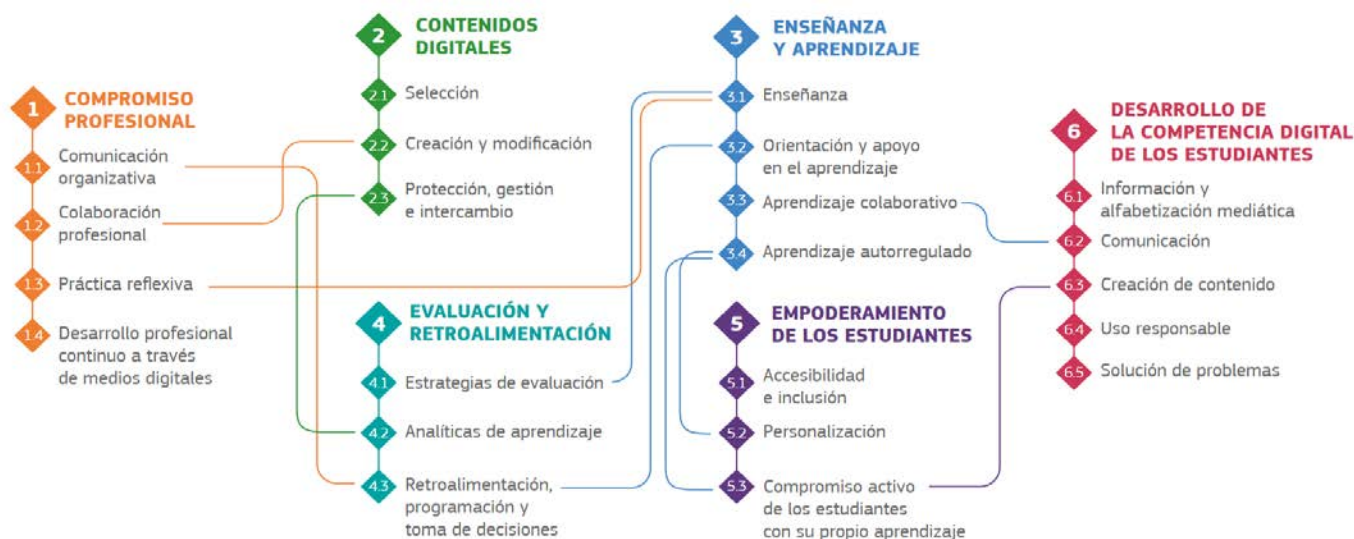 1
COMPROMISO
PROFESIONAL
1.1
Comunicación
organizativa
1.2
Colaboración
profesional
1.3
Práctica reflexiva
1.4
Desarrollo profesional
continuo a través
de medios digitales
2
CONTENIDOS
DIGITALES
2.1
Selección
2.2
Creación y modificación
2.3
Protección, gestión
e intercambio
3
ENSEÑANZA
Y APRENDIZAJE
3.1
Enseñanza
3.2
Orientación y apoyo
en el aprendizaje
3.3
Aprendizaje colaborativo
3.4
Aprendizaje autorregulado
4
EVALUACIÓN Y
RETROALIMENTACIÓN
4.1
Estrategias de evaluación
4.2
Analíticas de aprendizaje
4.3
Retroalimentación,
programación y
toma de decisiones
5
EMPODERAMIENTO
DE LOS ESTUDIANTES
5.1
Accesibilidad
e inclusión
5.2
Personalización
5.3
Compromiso activo
de los estudiantes
con su propio aprendizaje
6
DESARROLLO DE
LA COMPETENCIA DIGITAL
DE LOS ESTUDIANTES
6.1
Información y
alfabetización mediática
6.2
Comunicación
6.3
Creación de contenido
6.4
Uso responsable
6.5
Solución de problemas